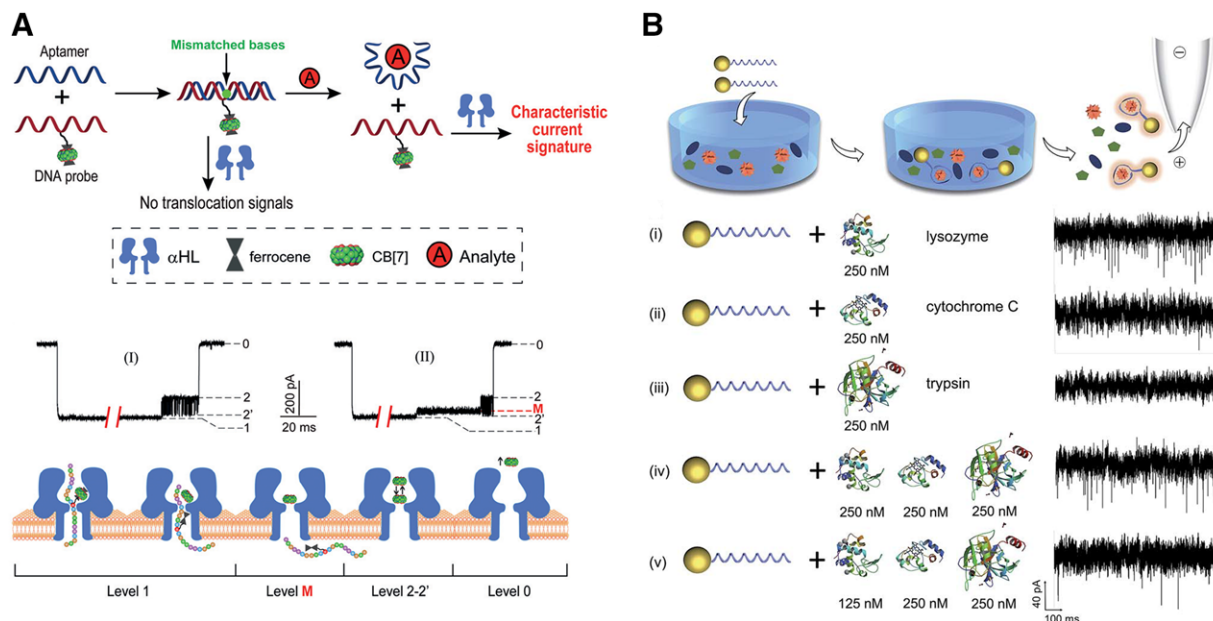 A
Aptamer
+
DNA probe
Mismatched bases
A
A
+
Characteristic
current
signature
No translocation signals
αHL
ferrocene
CB[7]
A
Analyte
(I)
0
2
2'
1
200 pA
20 ms
(II)
0
2
M
2'
1
Level 1
Level M
Level 2-2'
Level 0
B
−
+
(i)
+
lysozyme
250 nM
(ii)
+
cytochrome C
250 nM
(iii)
+
trypsin
250 nM
(iv)
+
250 nM 250 nM 250 nM
(v)
+
125 nM 250 nM 250 nM
40 pA
100 ms